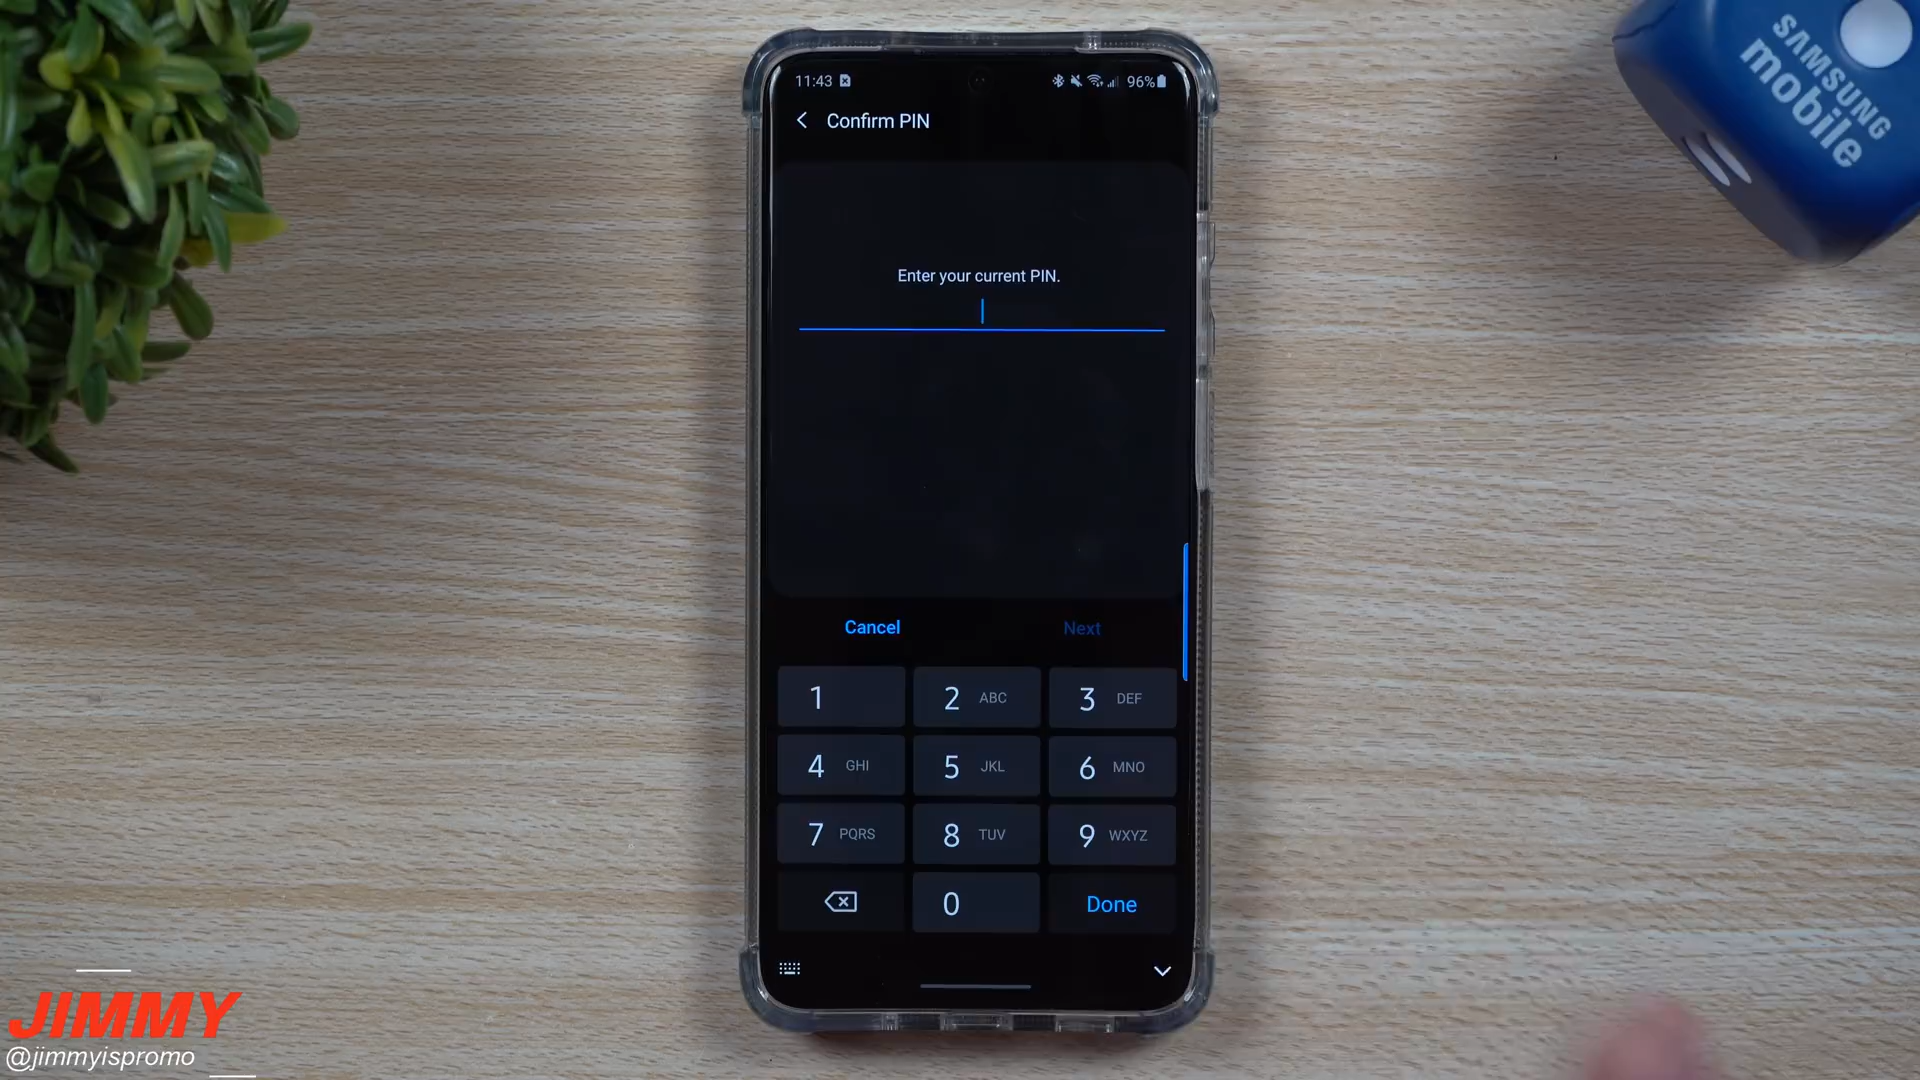 SAMSUNG
mobile
11:43
96%
Confirm PIN
Enter your current PIN.
Cancel
Next
1
2 ABC
3 DEF
4 GHI
5 JKL
6 MNO
7 PQRS
8 TUV
9 WXYZ
0
Done
JIMMY
@jimmyispromo